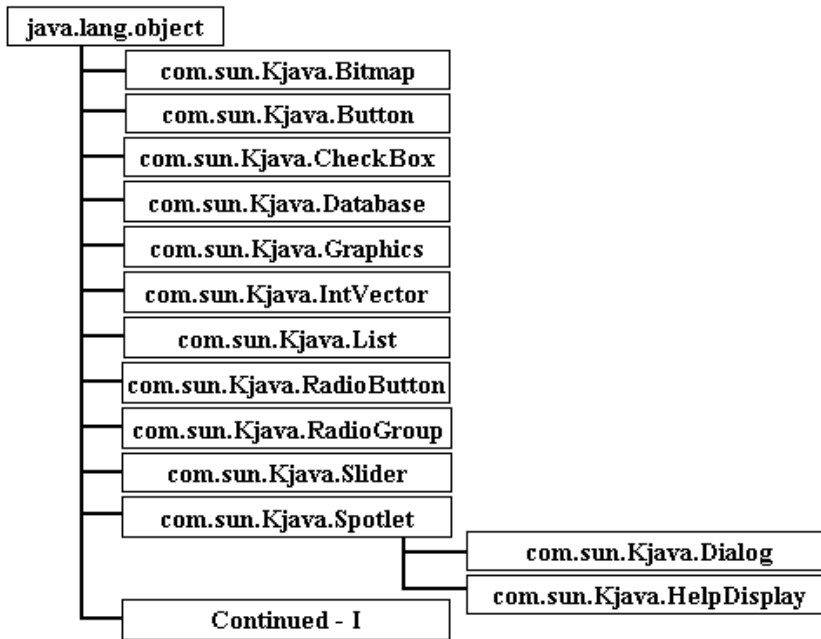 java.lang.object
com.sun.Kjava.Bitmap
com.sun.Kjava.Button
com.sun.Kjava.CheckBox
com.sun.Kjava.Database
com.sun.Kjava.Graphics
com.sun.Kjava.IntVector
com.sun.Kjava.List
com.sun.Kjava.RadioButton
com.sun.Kjava.RadioGroup
com.sun.Kjava.Slider
com.sun.Kjava.Spotlet
com.sun.Kjava.Dialog
com.sun.Kjava.HelpDisplay
Continued - I